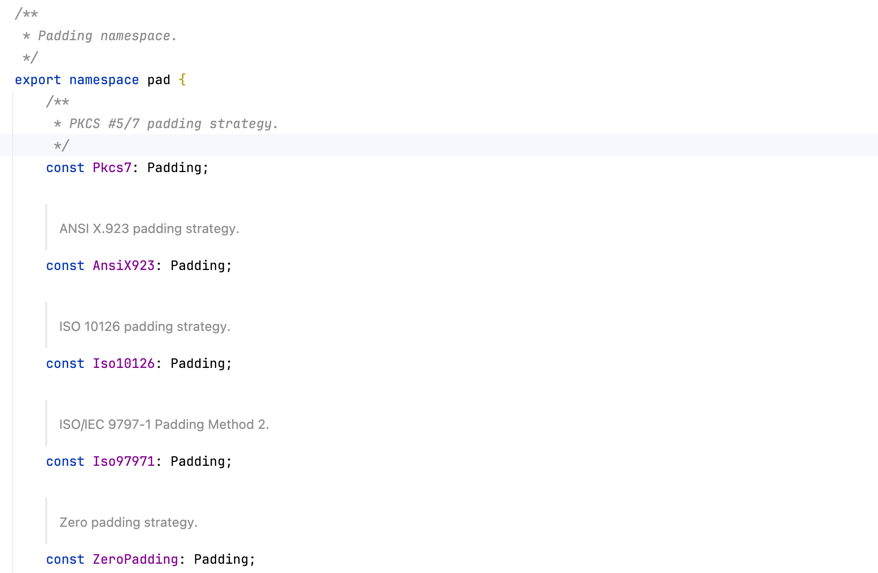 /**
* Padding namespace.
*/
export namespace pad {
/**
* PKCS #5/7 padding strategy.
*/
const Pkcs7: Padding;
ANSI X.923 padding strategy.
const AnsiX923: Padding;
ISO 10126 padding strategy.
const Iso10126: Padding;
ISO/IEC 9797-1 Padding Method 2.
const Iso97971: Padding;
Zero padding strategy.
const ZeroPadding: Padding;